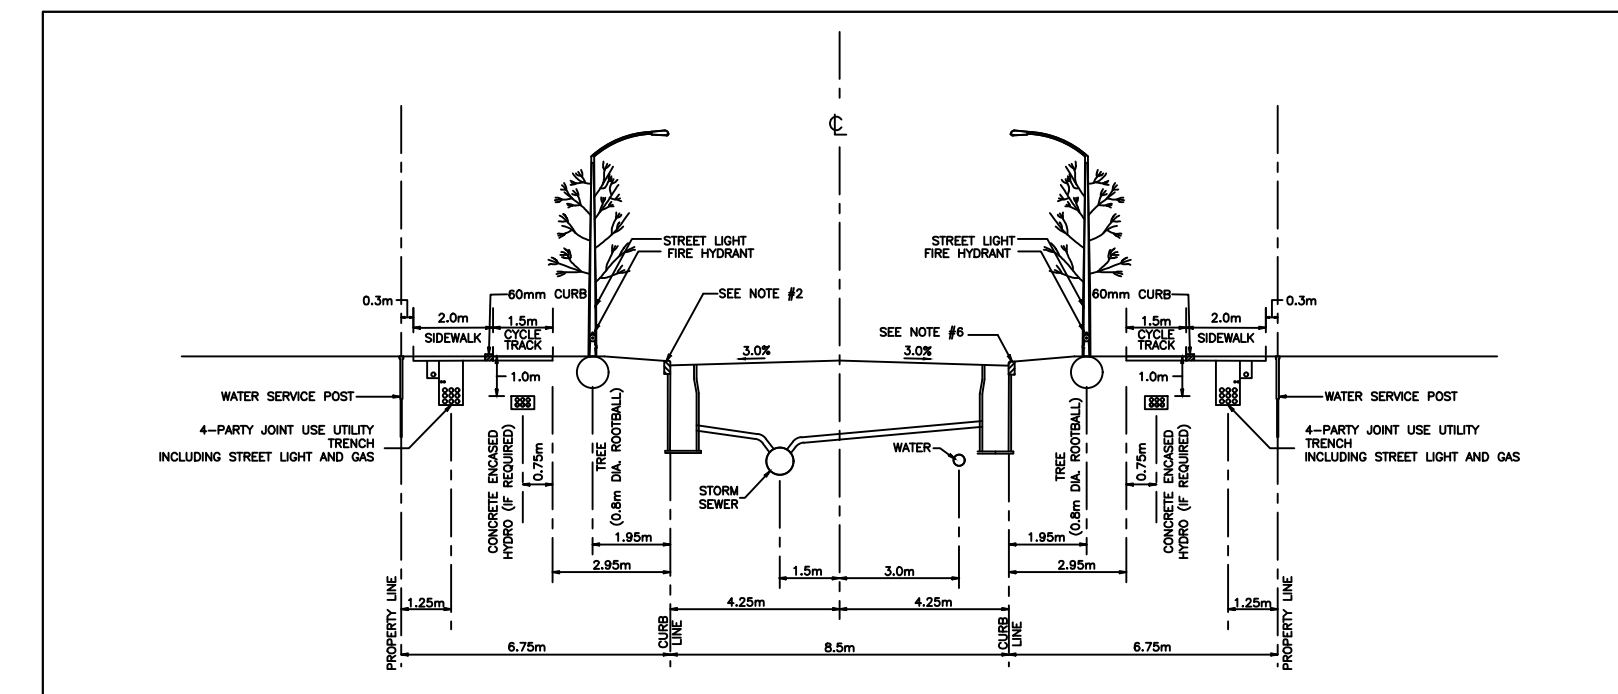 ℄
STREET LIGHT
FIRE HYDRANT
STREET LIGHT
FIRE HYDRANT
0.3m
60mm CURB
SEE NOTE #2
60mm CURB
0.3m
2.0m
1.5m
1.5m
2.0m
SIDEWALK
CYCLE
TRACK
SEE NOTE #6
CYCLE
TRACK
SIDEWALK
3.0%
3.0%
1.0m
1.0m
WATER SERVICE POST
WATER SERVICE POST
4-PARTY JOINT USE UTILITY
TRENCH
INCLUDING STREET LIGHT AND GAS
CONCRETE ENCASED
HYDRO (IF REQUIRED)
0.75m
TREE
(0.8m DIA. ROOTBALL)
STORM
SEWER
WATER
TREE
(0.8m DIA. ROOTBALL)
0.75m
CONCRETE ENCASED
HYDRO (IF REQUIRED)
4-PARTY JOINT USE UTILITY
TRENCH
INCLUDING STREET LIGHT AND GAS
1.95m
1.95m
2.95m
1.5m
3.0m
2.95m
PROPERTY LINE
1.25m
4.25m
4.25m
1.25m
PROPERTY LINE
CURB
LINE
CURB
LINE
6.75m
8.5m
6.75m